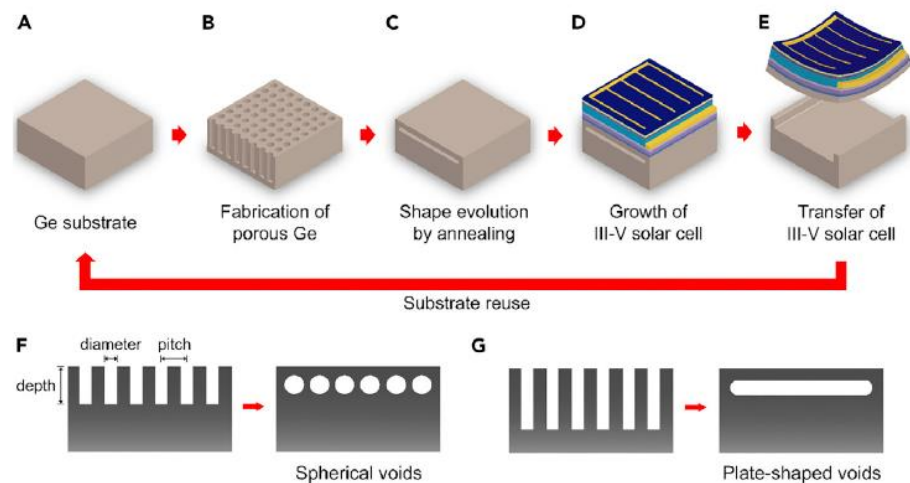 A
B
C
D
E
Ge substrate
Fabrication of
porous Ge
Shape evolution
by annealing
Growth of
III-V solar cell
Transfer of
III-V solar cell
Substrate reuse
F
diameter
pitch
depth
Spherical voids
G
Plate-shaped voids